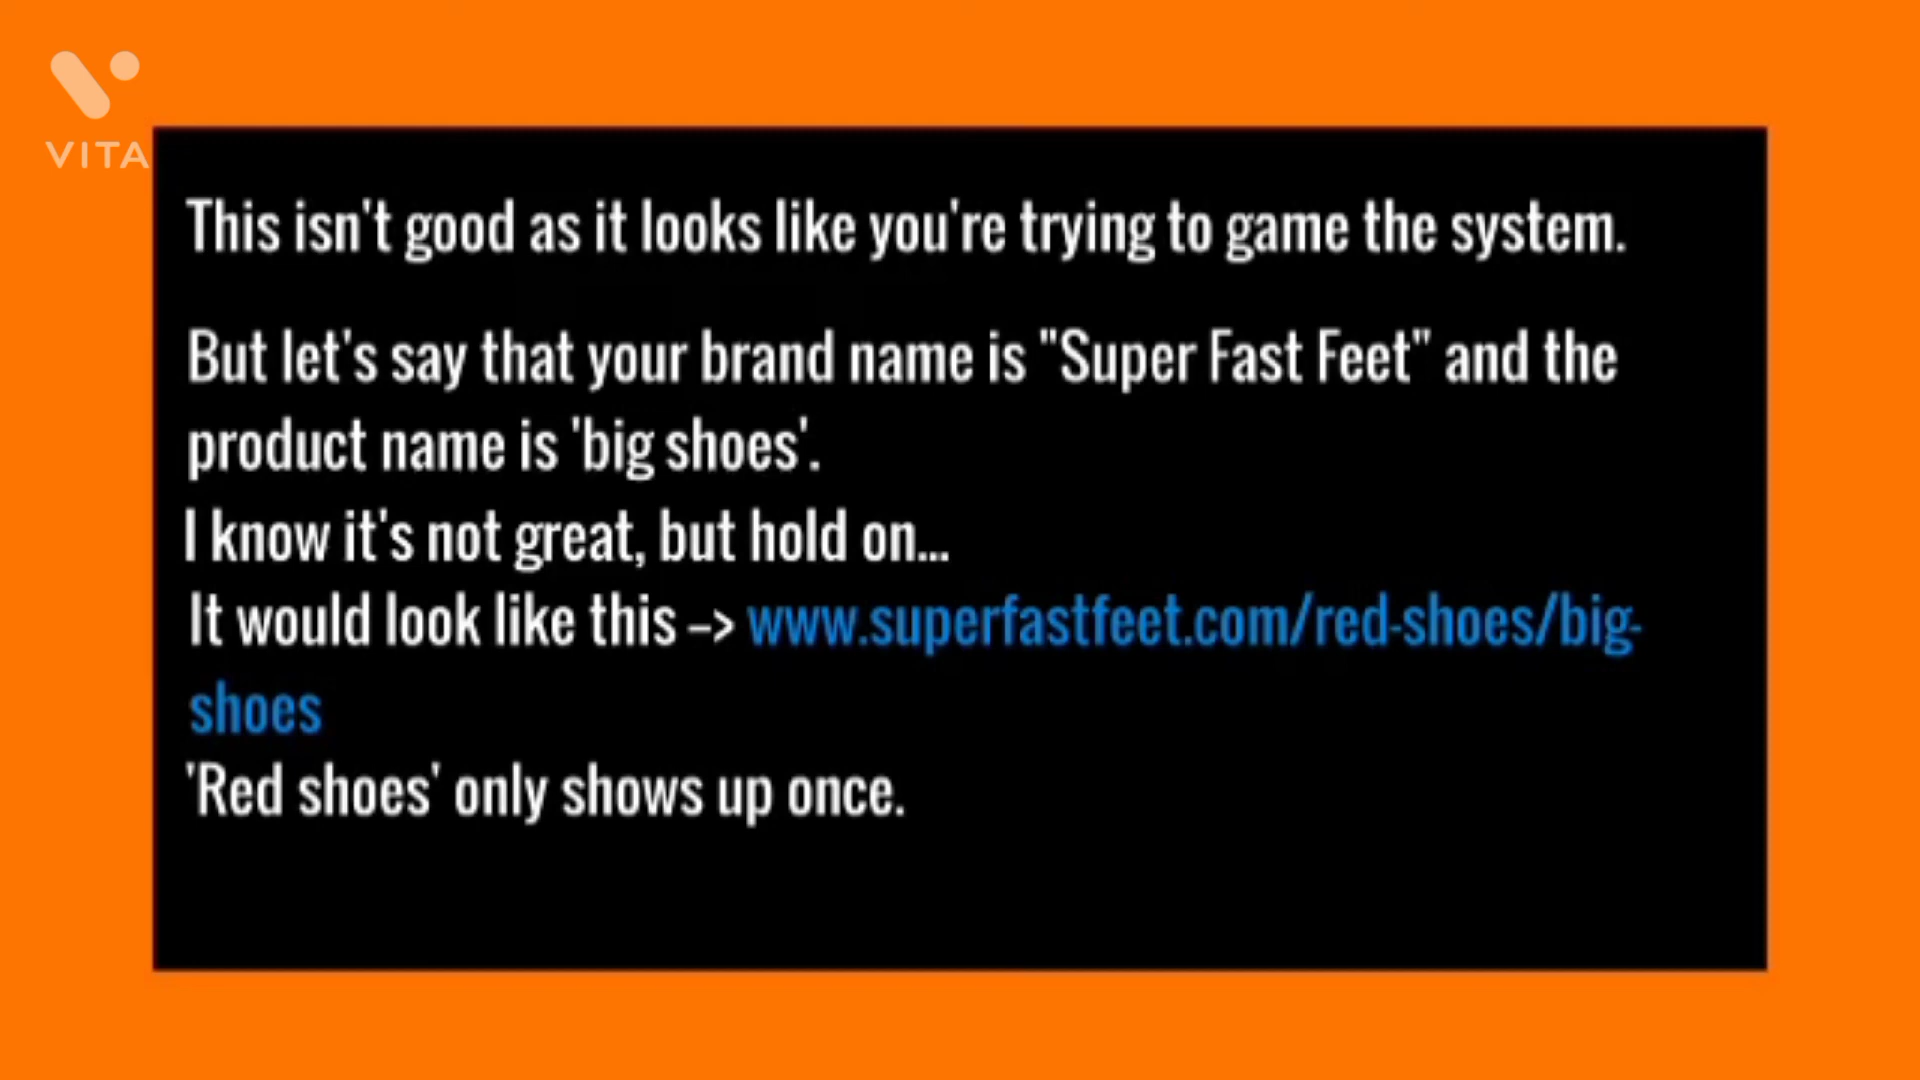 VITA
This isn't good as it looks like you're trying to game the system.
But let's say that your brand name is "Super Fast Feet" and the
product name is 'big shoes'.
I know it's not great, but hold on...
It would look like this –> www.superfastfeet.com/red-shoes/big-
shoes
'Red shoes' only shows up once.